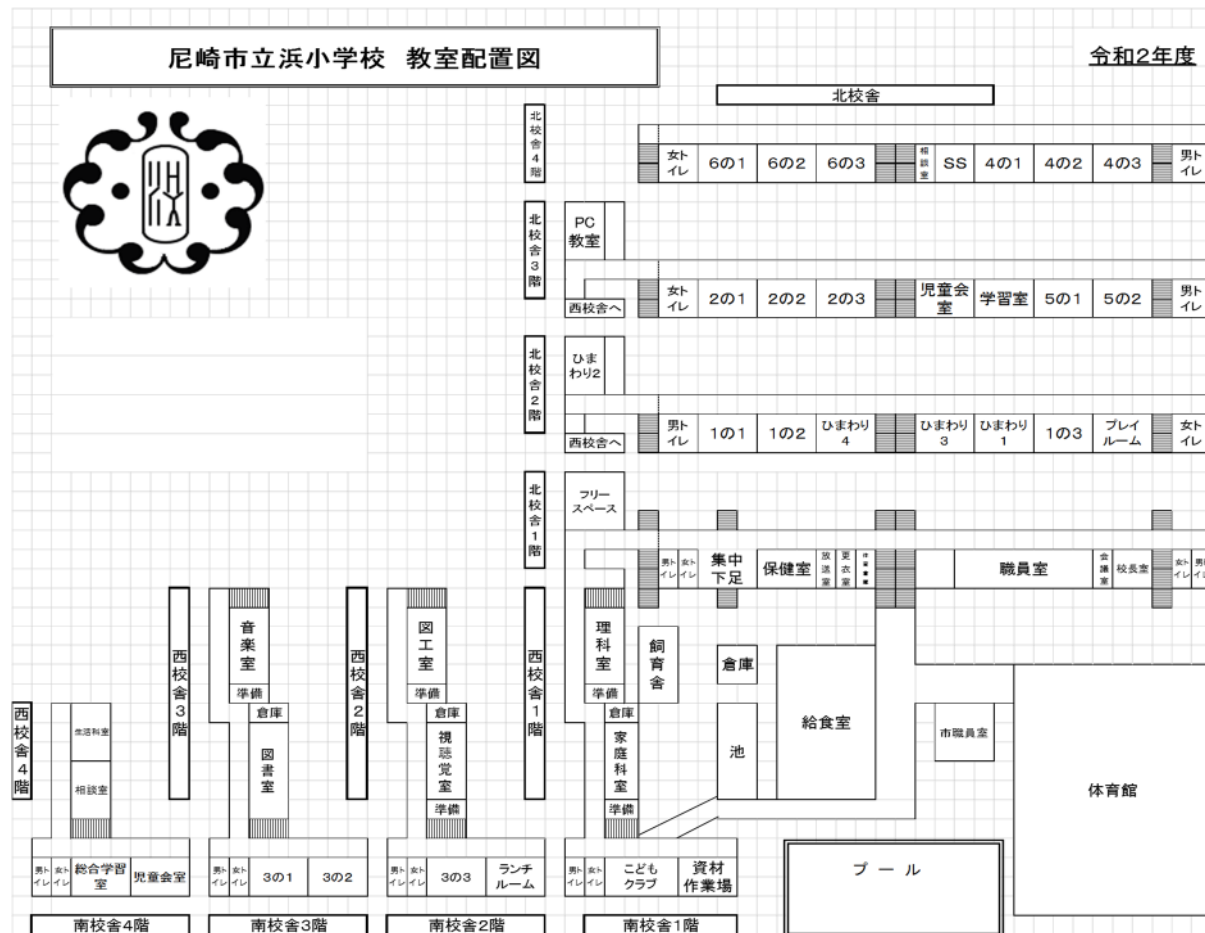 尼崎市立浜小学校 教室配置図
令和2年度
北校舎
北校舎4階
女トイレ
6の1
6の2
6の3
相談室
SS
4の1
4の2
4の3
男トイレ
北校舎3階
PC
教室
西校舎へ
女トイレ
2の1
2の2
2の3
児童会室
学習室
5の1
5の2
男トイレ
北校舎2階
ひまわり2
西校舎へ
男トイレ
1の1
1の2
ひまわり
4
ひまわり
3
ひまわり
1
1の3
プレイ
ルーム
女トイレ
北校舎1階
フリー
スペース
男トイレ
女トイレ
集中
下足
保健室
放送室
更衣室
職員室
会議室
校長室
女トイレ
西校舎4階
生活科室
相談室
男トイレ
女トイレ
総合学習室
児童会室
南校舎4階
西校舎3階
音楽室
準備
倉庫
図書室
男トイレ
女トイレ
3の1
3の2
南校舎3階
西校舎2階
図工室
準備
倉庫
視聴覚室
準備
男トイレ
女トイレ
3の3
ランチ
ルーム
南校舎2階
西校舎1階
理科室
準備
倉庫
家庭科室
準備
男トイレ
女トイレ
こども
クラブ
資材
作業場
南校舎1階
飼育舎
倉庫
池
給食室
市職員室
体育館
プール